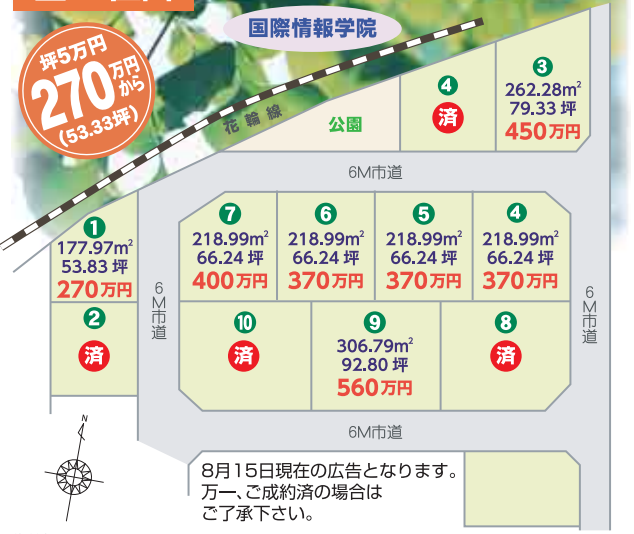 国際情報学院
坪5万円
270万円
から
(53.33坪)
花輪線
公園
④
済
③
262.28m²
79.33坪
450万円
6M市道
①
177.97m²
53.83坪
270万円
②
済
6M市道
⑦
218.99m²
66.24坪
400万円
⑥
218.99m²
66.24坪
370万円
⑤
218.99m²
66.24坪
370万円
④
218.99m²
66.24坪
370万円
6M市道
⑩
済
⑨
306.79m²
92.80坪
560万円
⑧
済
6M市道
N
8月15日現在の広告となります。
万一、ご成約済の場合は
ご了承下さい。